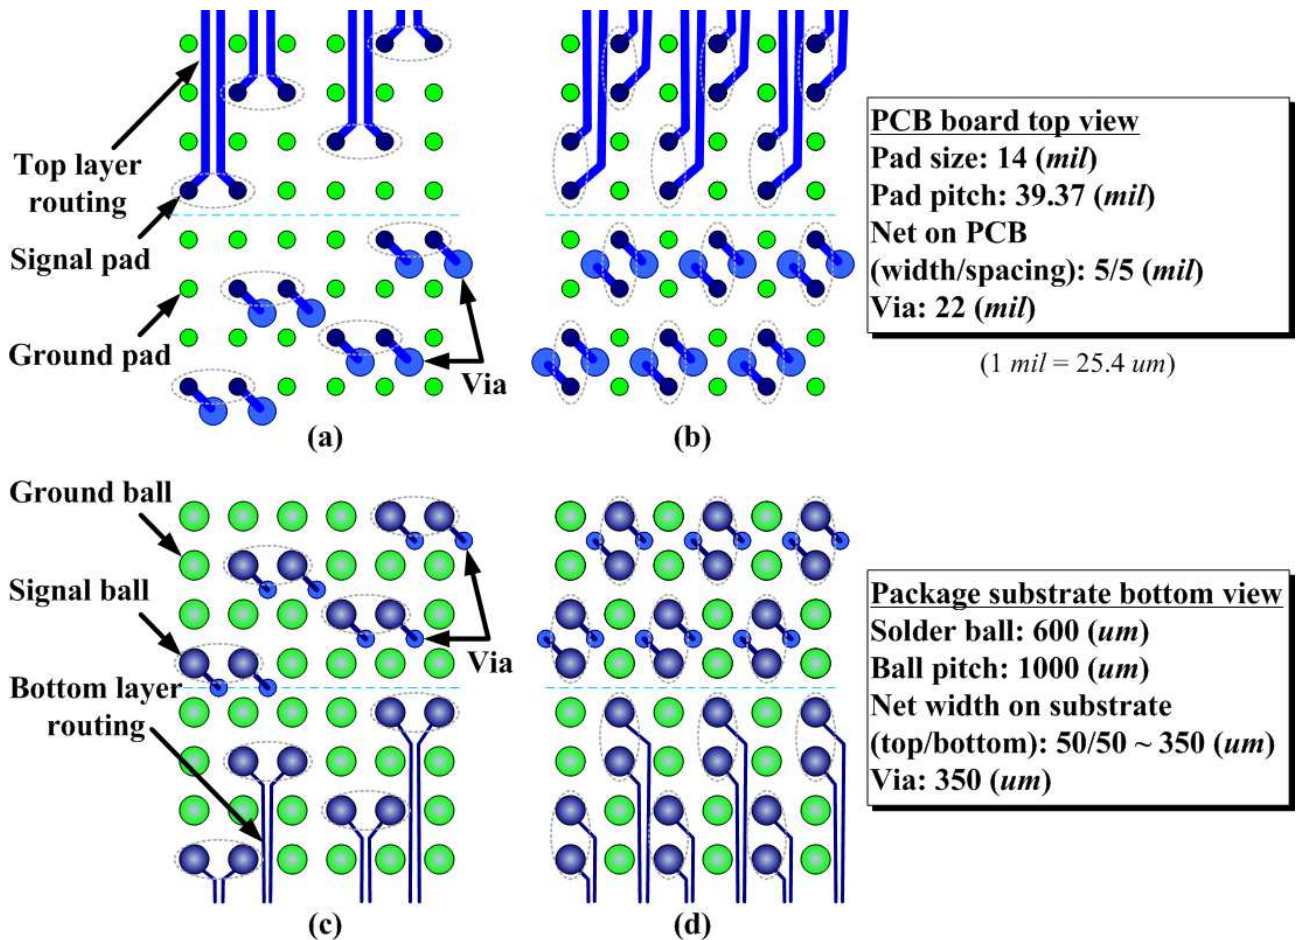 Top layer
routing
Signal pad
Ground pad
Via
(a)
(b)
PCB board top view
Pad size: 14 (mil)
Pad pitch: 39.37 (mil)
Net on PCB
(width/spacing): 5/5 (mil)
Via: 22 (mil)
(1 mil = 25.4 um)
Ground ball
Signal ball
Bottom layer
routing
Via
(c)
(d)
Package substrate bottom view
Solder ball: 600 (um)
Ball pitch: 1000 (um)
Net width on substrate
(top/bottom): 50/50 ~ 350 (um)
Via: 350 (um)